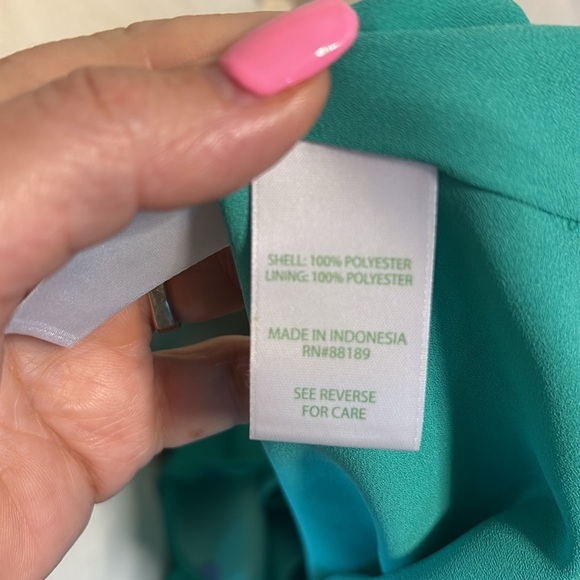 SHELL: 100% POLYESTER
LINING: 100% POLYESTER
MADE IN INDONESIA
RN#88189
SEE REVERSE
FOR CARE